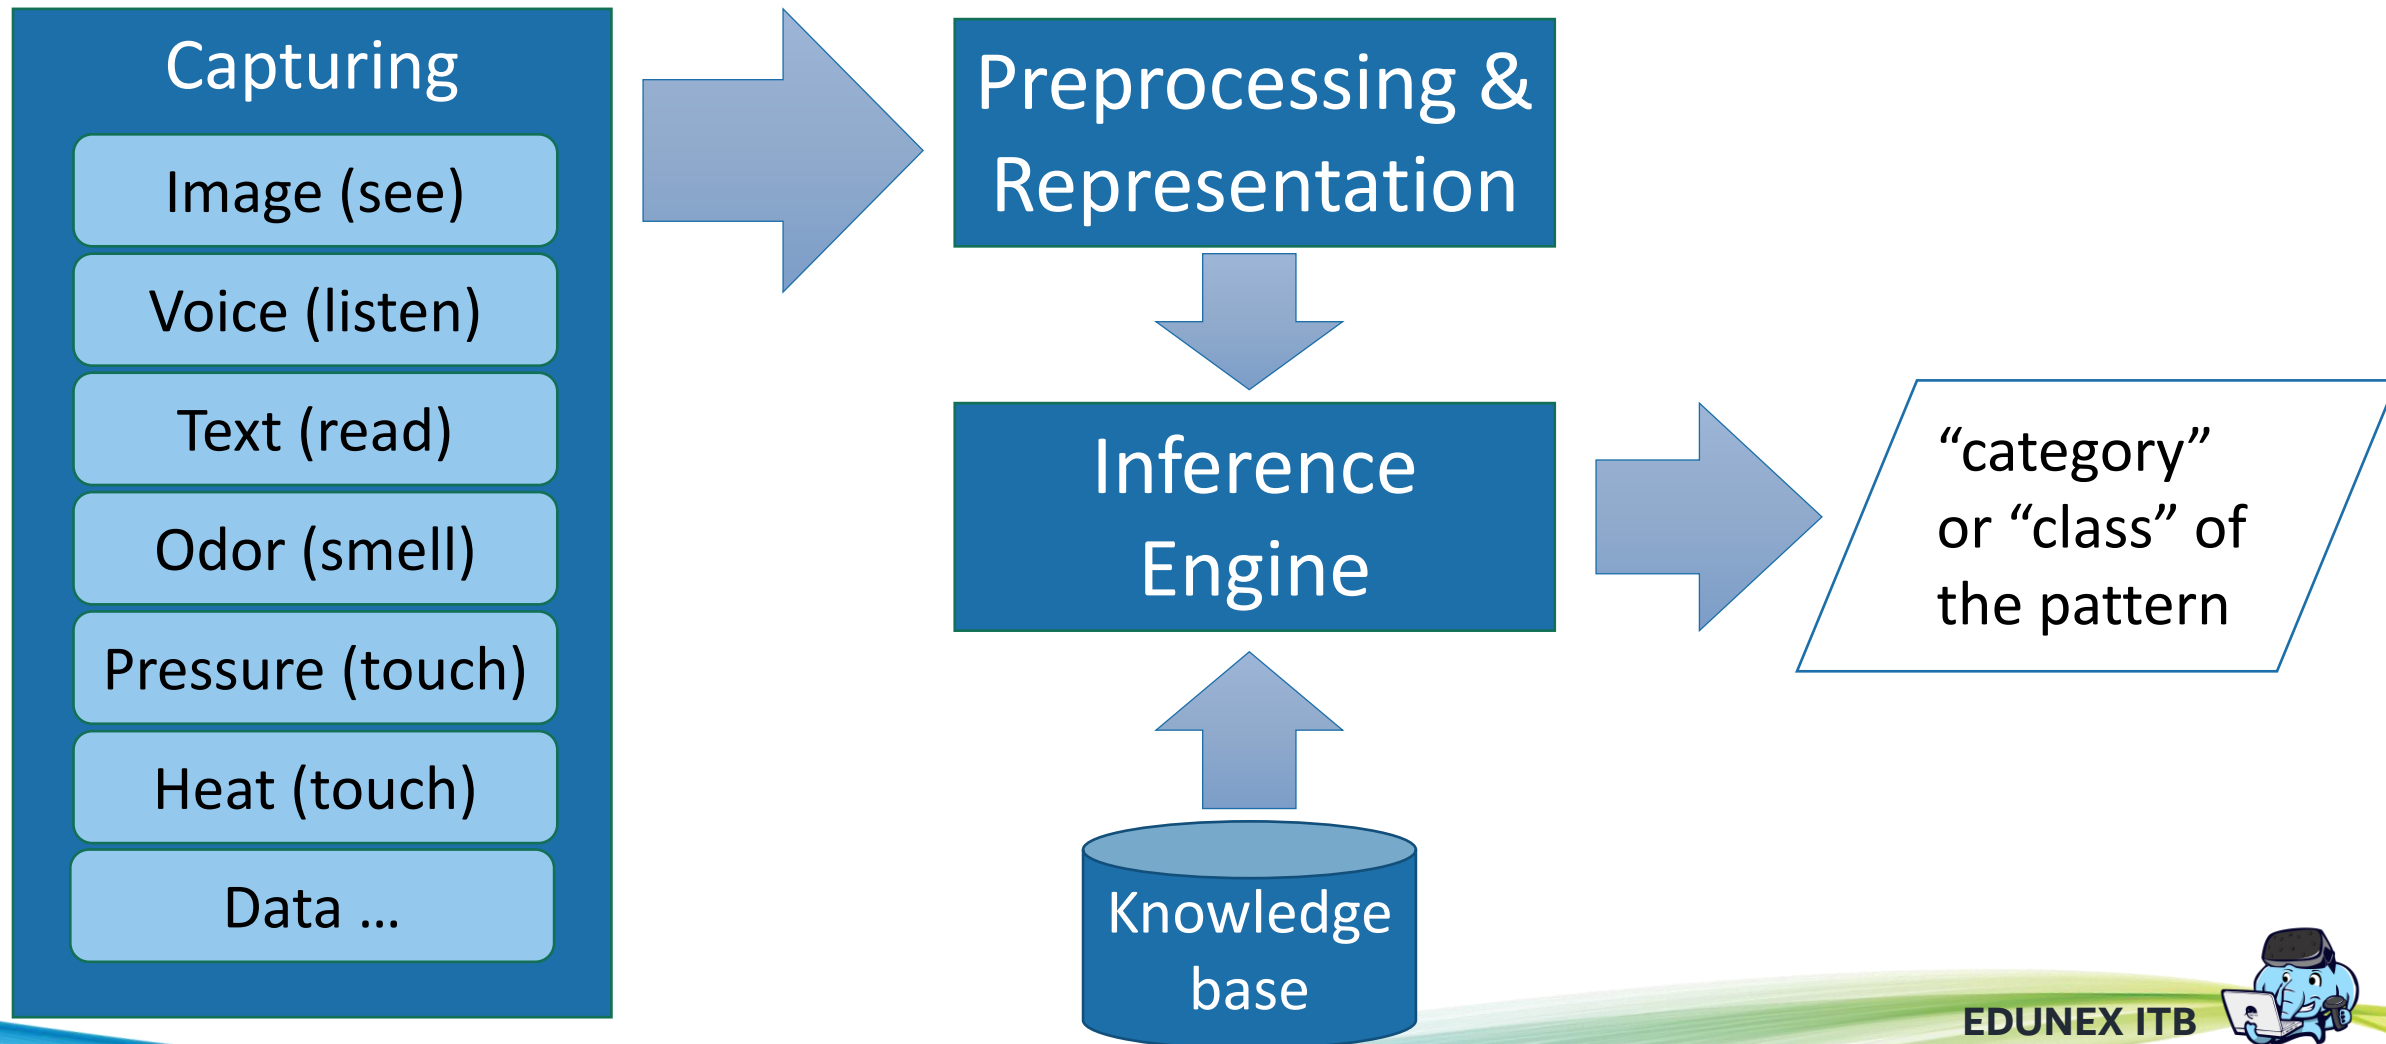 Capturing
Image (see)
Voice (listen)
Text (read)
Odor (smell)
Pressure (touch)
Heat (touch)
Data ...
Preprocessing &
Representation
Inference
Engine
Knowledge
base
“category”
or “class” of
the pattern
EDUNEX ITB